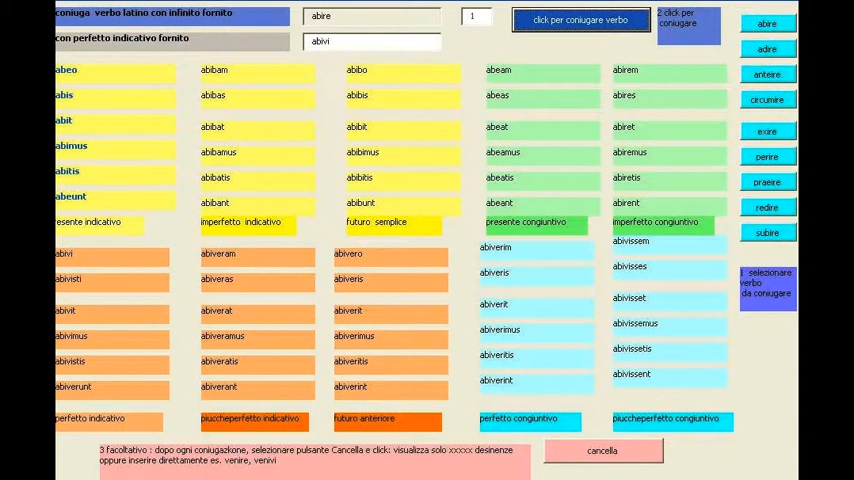 coniuga verbo latino con infinito fornito
abire
1
click per coniugare verbo
2 click per
coniugare
con perfetto indicativo fornito
abivi
abire
adire
anteire
circumire
exire
perire
praeire
redire
subire
abeo
abis
abit
abimus
abitis
abeunt
esente indicativo
abibam
abibas
abibat
abibamus
abibatis
abibant
imperfetto indicativo
abibo
abibis
abibit
abibimus
abibitis
abibunt
futuro semplice
abeam
abeas
abeat
abeamus
abeatis
abeant
presente congiuntivo
abirem
abires
abiret
abiremus
abiretis
abirent
imperfetto congiuntivo
abivi
abivisti
abivit
abivimus
abivistis
abiverunt
perfetto indicativo
abiveram
abiveras
abiverat
abiveramus
abiveratis
abiverant
piuccheperfetto indicativo
abivero
abiveris
abiverit
abiverimus
abiveritis
abiverint
futuro anteriore
abiverim
abiveris
abiverit
abiverimus
abiveritis
abiverint
perfetto congiuntivo
abivissem
abivisses
abivisset
abivissemus
abivissetis
abivissent
piuccheperfetto congiuntivo
1 selezionare
verbo
da coniugare
3 facoltativo : dopo ogni coniugazkone, selezionare pulsante Cancella e click: visualizza solo xxxxx desinenze
oppure inserire direttamente es. venire, venivi
cancella